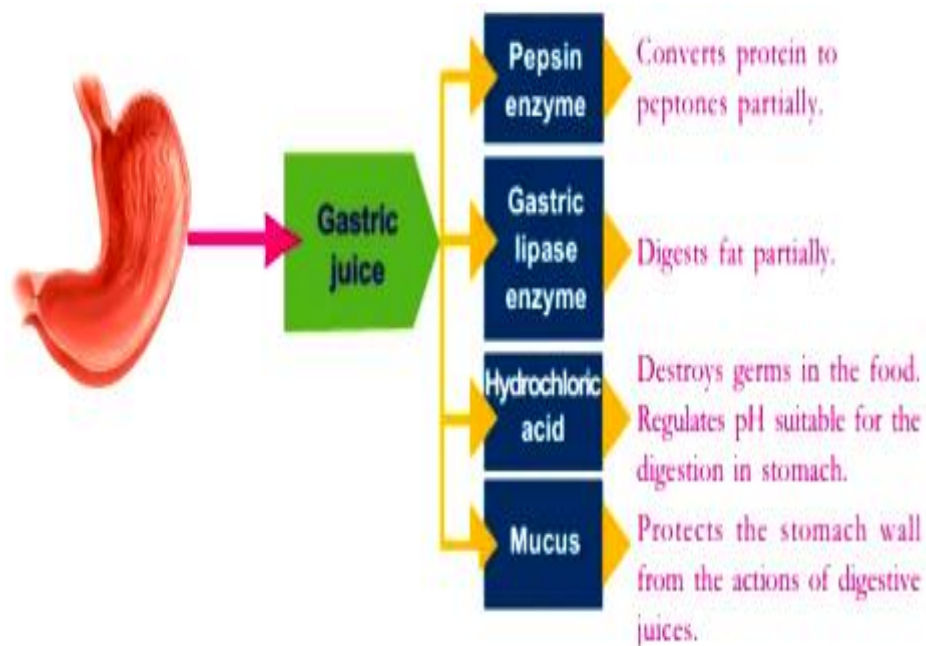 Gastric
juice
Pepsin
enzyme
Converts protein to
peptones partially.
Gastric
lipase
enzyme
Digests fat partially.
Hydrochloric
acid
Destroys germs in the food.
Regulates pH suitable for the
digestion in stomach.
Mucus
Protects the stomach wall
from the actions of digestive
juices.